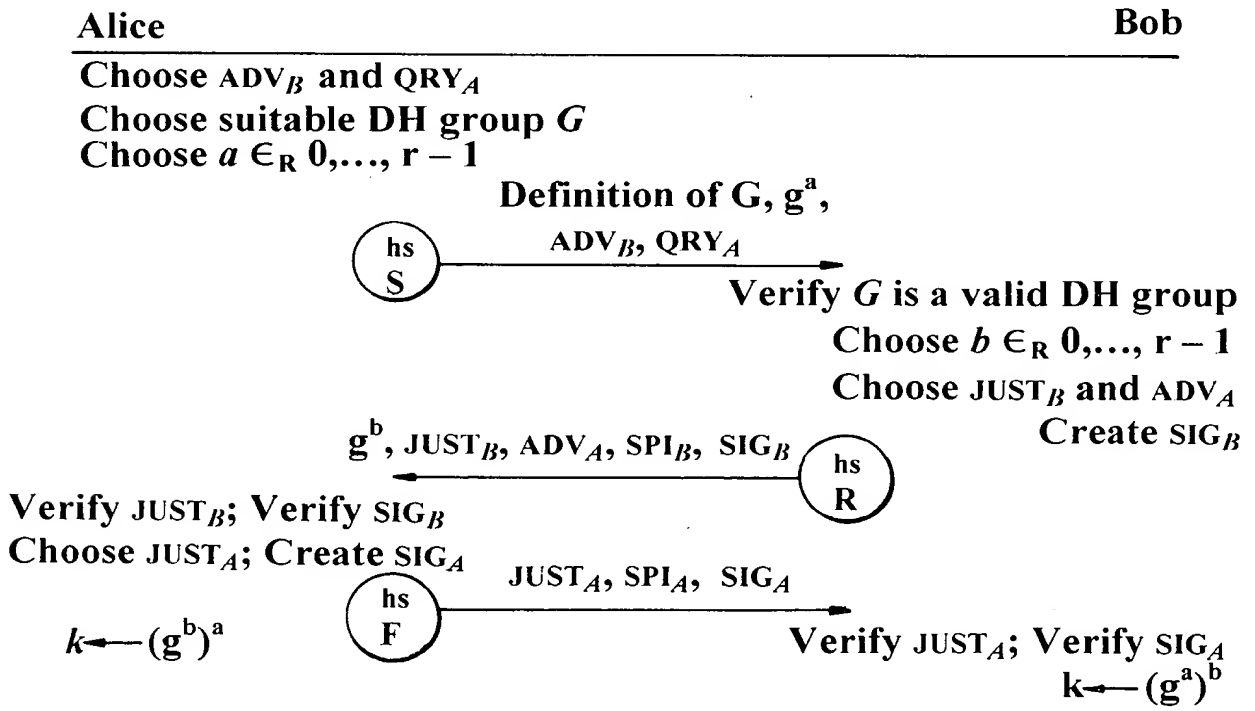 Alice
Bob
Choose ADV_B and QRY_A
Choose suitable DH group G
Choose a ∈_R 0,..., r – 1
Definition of G, g^a,
ADV_B, QRY_A
hs
S
Verify G is a valid DH group
Choose b ∈_R 0,..., r – 1
Choose JUST_B and ADV_A
Create SIG_B
g^b, JUST_B, ADV_A, SPI_B, SIG_B
hs
R
Verify JUST_B; Verify SIG_B
Choose JUST_A; Create SIG_A
JUST_A, SPI_A, SIG_A
hs
F
k ← (g^b)^a
Verify JUST_A; Verify SIG_A
k ← (g^a)^b